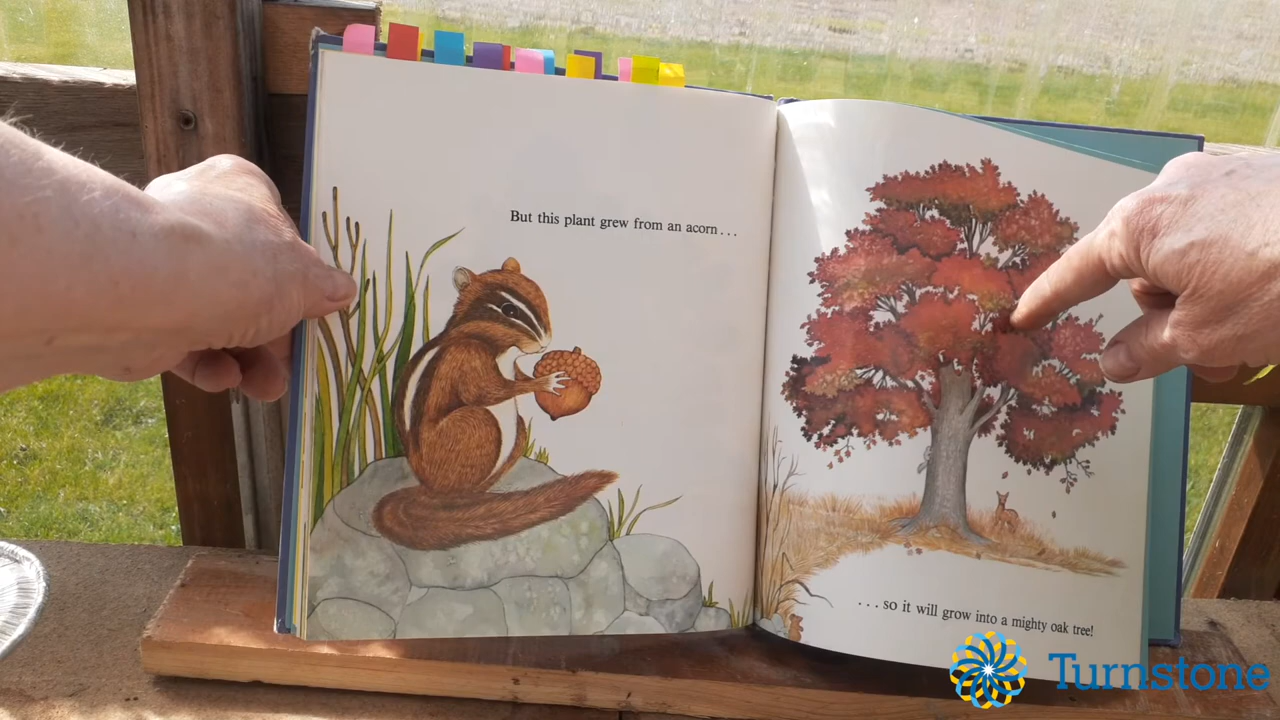 But this plant grew from an acorn...
...so it will grow into a mighty oak tree!
Turnstone